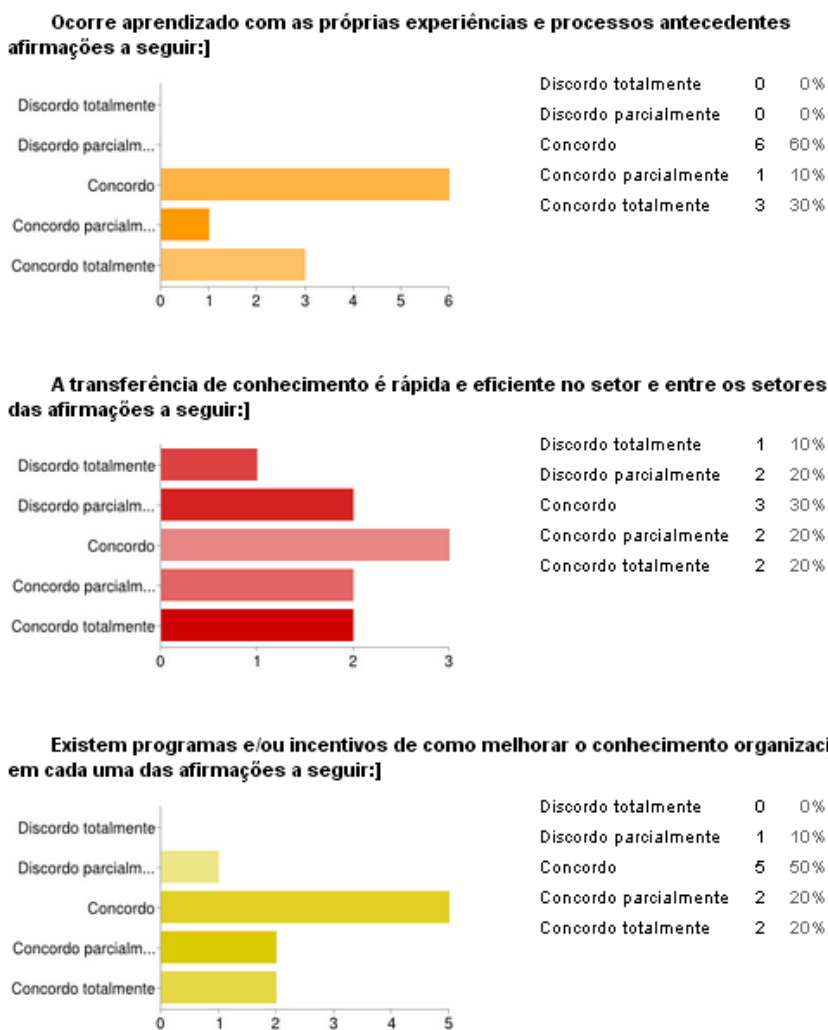 Ocorre aprendizado com as próprias experiências e processos antecedentes
afirmações a seguir:]
Discordo totalmente
Discordo parcialm...
Concordo
Concordo parcialm...
Concordo totalmente
0 1 2 3 4 5 6
Discordo totalmente 0 0%
Discordo parcialmente 0 0%
Concordo 6 60%
Concordo parcialmente 1 10%
Concordo totalmente 3 30%
A transferência de conhecimento é rápida e eficiente no setor e entre os setores
das afirmações a seguir:]
Discordo totalmente
Discordo parcialm...
Concordo
Concordo parcialm...
Concordo totalmente
0 1 2 3
Discordo totalmente 1 10%
Discordo parcialmente 2 20%
Concordo 3 30%
Concordo parcialmente 2 20%
Concordo totalmente 2 20%
Existem programas e/ou incentivos de como melhorar o conhecimento organizaci
em cada uma das afirmações a seguir:]
Discordo totalmente
Discordo parcialm...
Concordo
Concordo parcialm...
Concordo totalmente
0 1 2 3 4 5
Discordo totalmente 0 0%
Discordo parcialmente 1 10%
Concordo 5 50%
Concordo parcialmente 2 20%
Concordo totalmente 2 20%